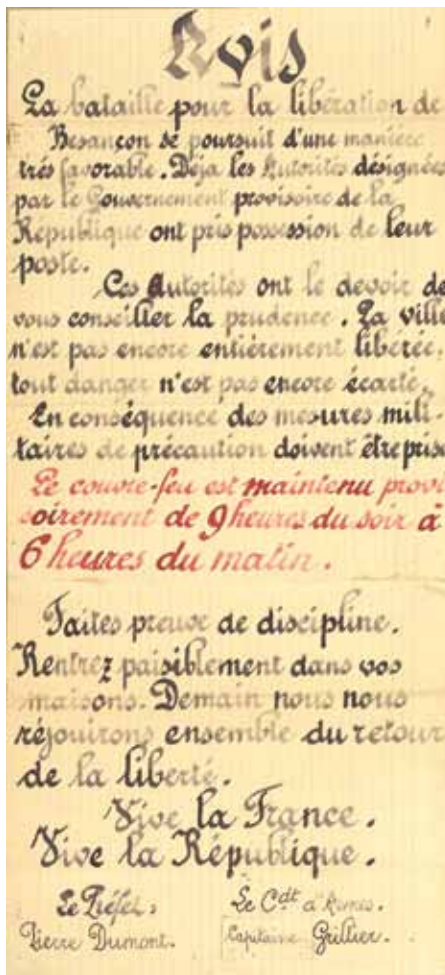 Avis
La bataille pour la libération de
Besançon se poursuit d'une manière
trés favorable. Déja les Autorités désignées
par le Gouvernement provisoire de la
République ont pris possession de leur
poste.
Ces Autorités ont le devoir de
vous conseiller la prudence. La ville
n'est pas encore entièrement libérée,
tout danger n'est pas encore écarté.
En conséquence des mesures mili-
taires de précaution doivent être prise
Le couvre-feu est maintenu provi
soirement de 9 heures du soir à
6 heures du matin.
Faites preuve de discipline.
Rentrez paisiblement dans vos
maisons. Demain nous nous
réjouirons ensemble du retour
de la liberté.
Vive la France.
Vive la République.
Le Préfet,
Pierre Dumont.
Le Cdt d'Armes.
Capitaine Grillier.